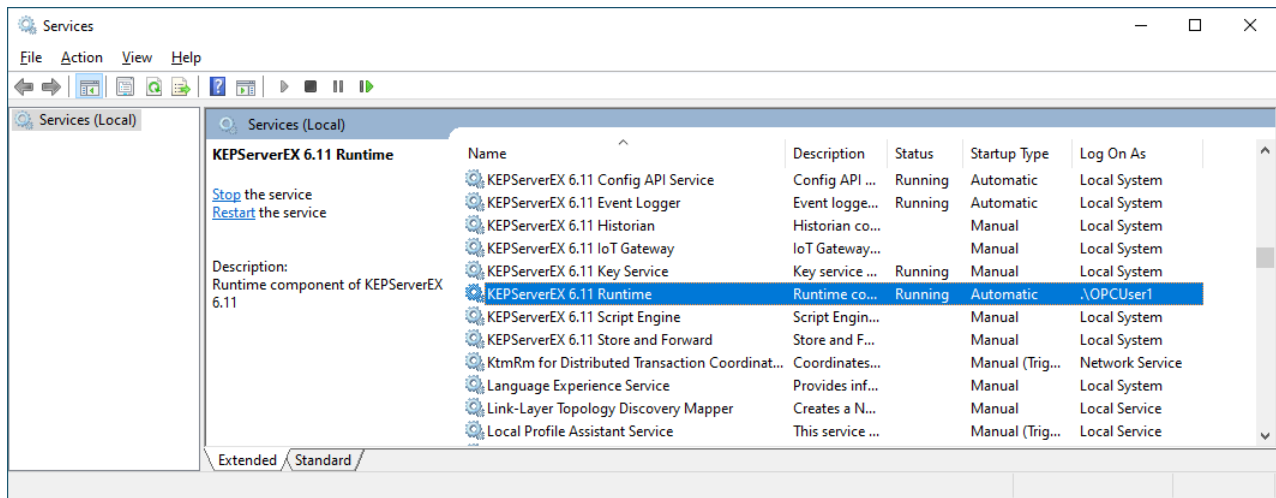 Services
File Action View Help
Services (Local)
Services (Local)
KEPServerEX 6.11 Runtime
Stop the service
Restart the service
Description:
Runtime component of KEPServerEX
6.11
Name Description Status Startup Type Log On As
KEPServerEX 6.11 Config API Service Config API ... Running Automatic Local System
KEPServerEX 6.11 Event Logger Event logge... Running Automatic Local System
KEPServerEX 6.11 Historian Historian co... Manual Local System
KEPServerEX 6.11 IoT Gateway IoT Gateway... Manual Local System
KEPServerEX 6.11 Key Service Key service ... Running Manual Local System
KEPServerEX 6.11 Runtime Runtime co... Running Automatic .\OPCUser1
KEPServerEX 6.11 Script Engine Script Engin... Manual Local System
KEPServerEX 6.11 Store and Forward Store and F... Manual Local System
KtmRm for Distributed Transaction Coordinat... Coordinates... Manual (Trig... Network Service
Language Experience Service Provides inf... Manual Local System
Link-Layer Topology Discovery Mapper Creates a N... Manual Local Service
Local Profile Assistant Service This service ... Manual (Trig... Local Service
Extended Standard